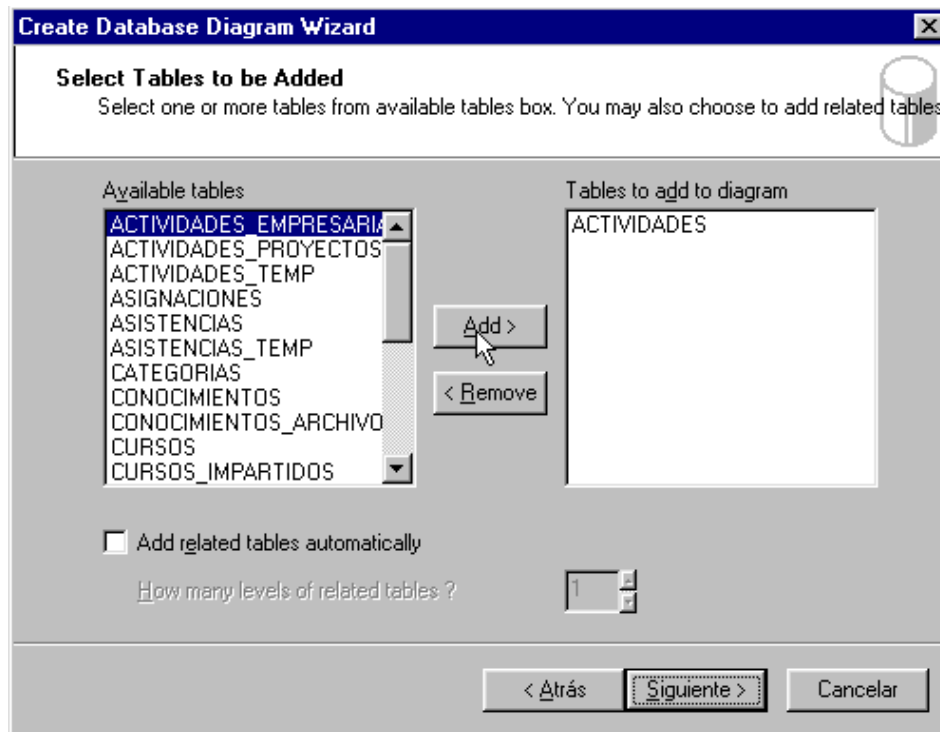 Create Database Diagram Wizard
Select Tables to be Added
Select one or more tables from available tables box. You may also choose to add related tables
Available tables
ACTIVIDADES_EMPRESARIA
ACTIVIDADES_PROYECTOS
ACTIVIDADES_TEMP
ASIGNACIONES
ASISTENCIAS
ASISTENCIAS_TEMP
CATEGORIAS
CONOCIMIENTOS
CONOCIMIENTOS_ARCHIVO
CURSOS
CURSOS_IMPARTIDOS
Add >
< Remove
Tables to add to diagram
ACTIVIDADES
Add related tables automatically
How many levels of related tables ?
1
< Atrás
Siguiente >
Cancelar